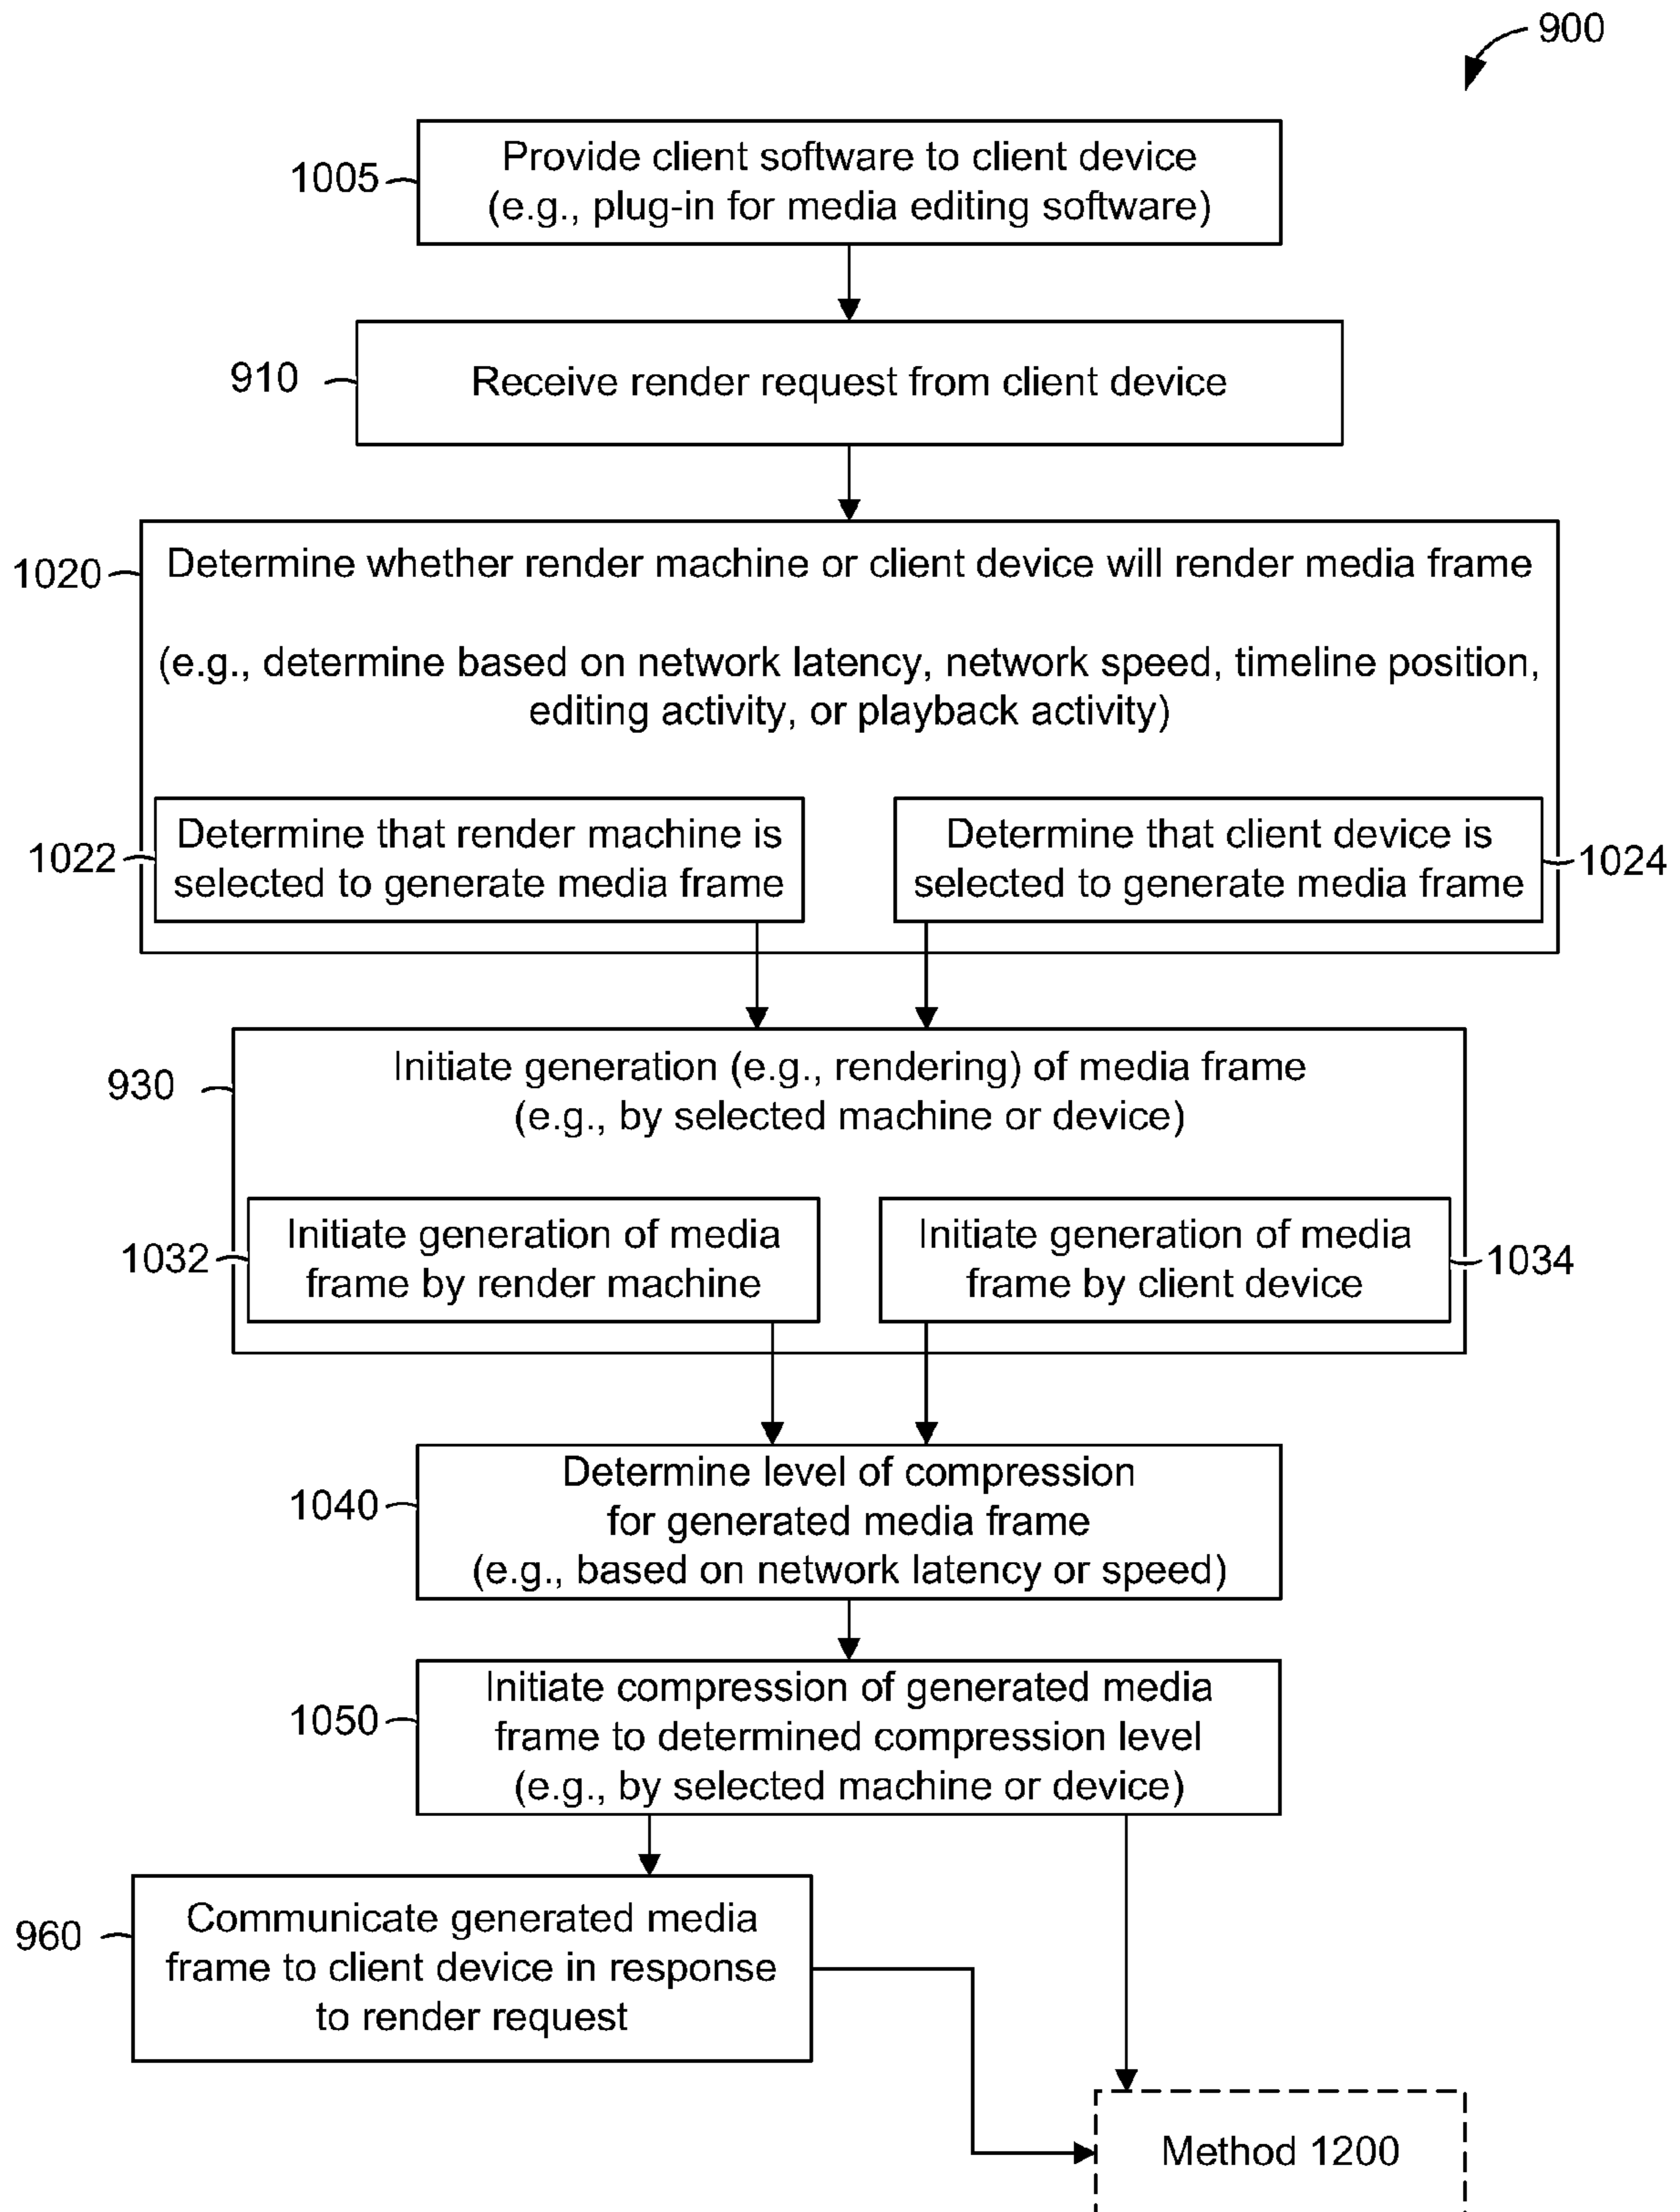 900
1005
Provide client software to client device
(e.g., plug-in for media editing software)
910
Receive render request from client device
1020
Determine whether render machine or client device will render media frame
(e.g., determine based on network latency, network speed, timeline position,
editing activity, or playback activity)
1022
Determine that render machine is
selected to generate media frame
Determine that client device is
selected to generate media frame
1024
930
Initiate generation (e.g., rendering) of media frame
(e.g., by selected machine or device)
1032
Initiate generation of media
frame by render machine
Initiate generation of media
frame by client device
1034
1040
Determine level of compression
for generated media frame
(e.g., based on network latency or speed)
1050
Initiate compression of generated media
frame to determined compression level
(e.g., by selected machine or device)
960
Communicate generated media
frame to client device in response
to render request
Method 1200